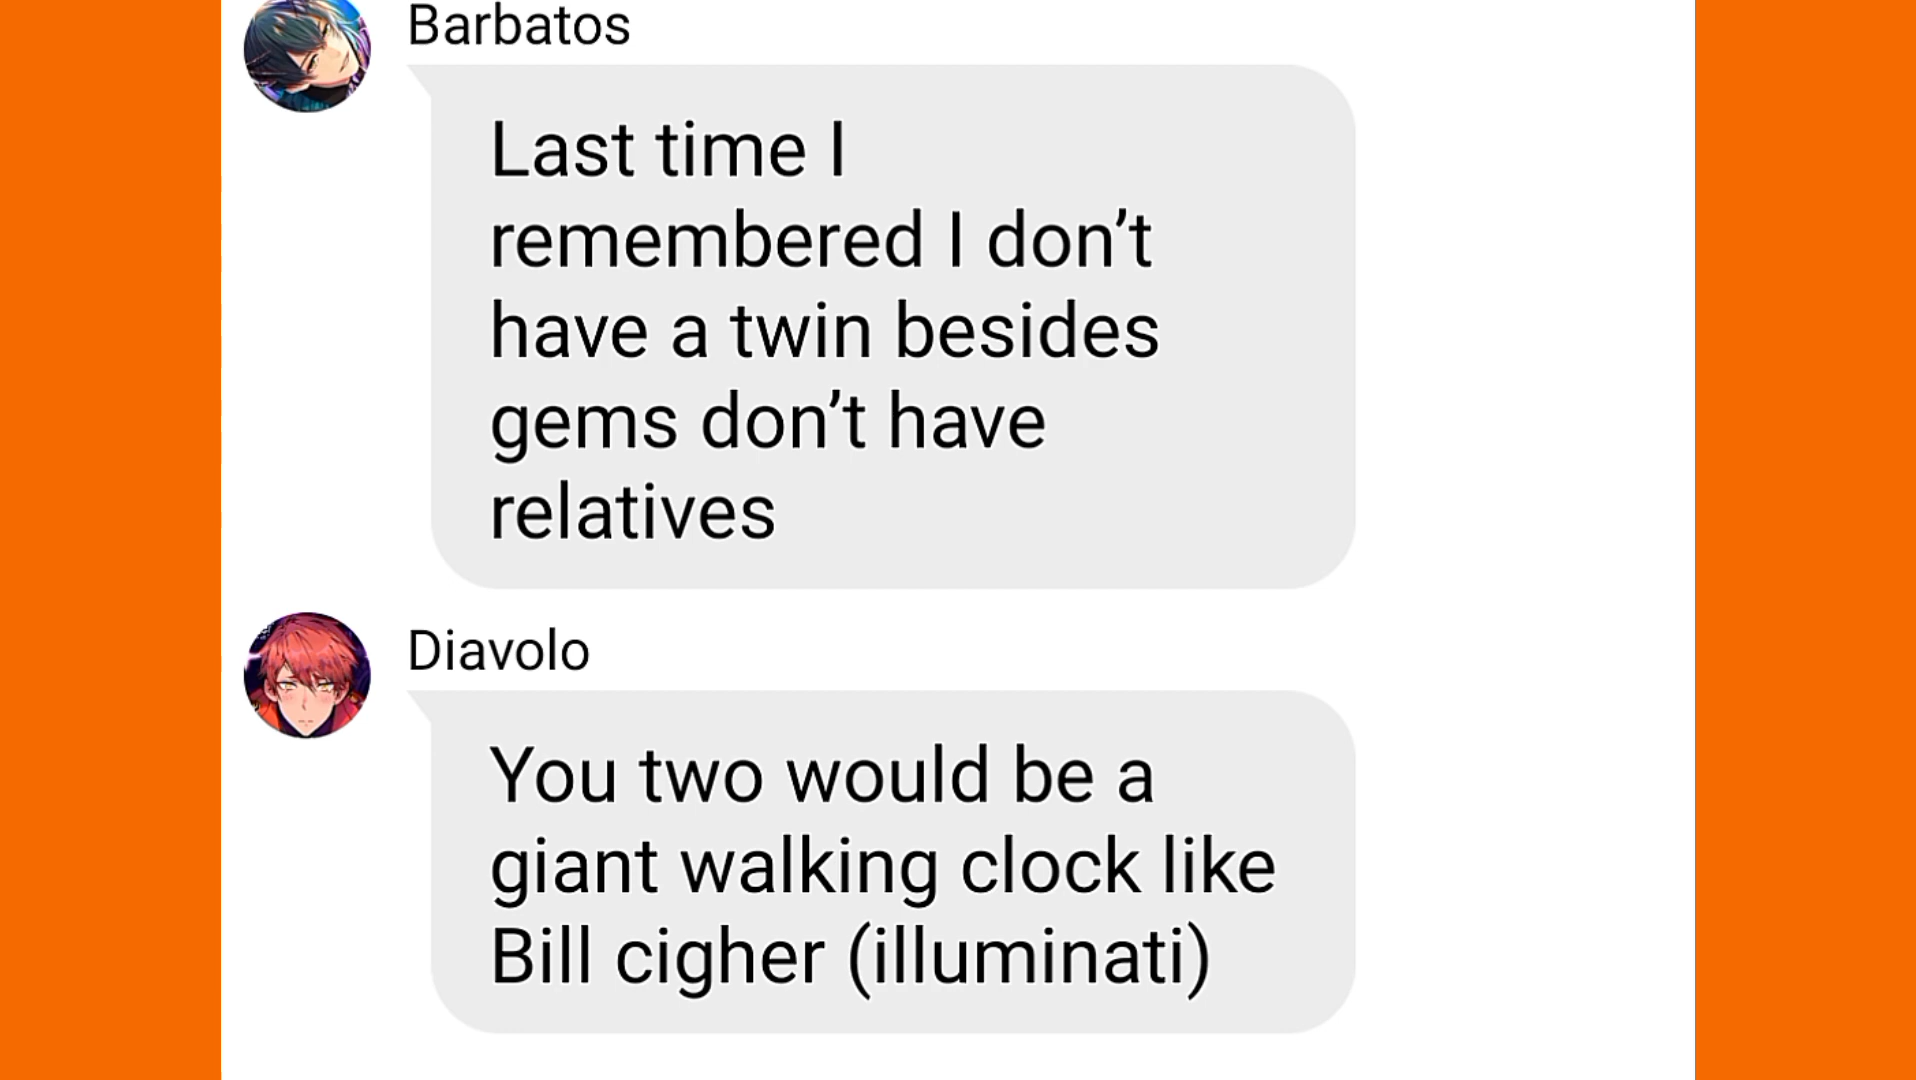 Barbatos
Last time I
remembered I don’t
have a twin besides
gems don’t have
relatives
Diavolo
You two would be a
giant walking clock like
Bill cigher (illuminati)